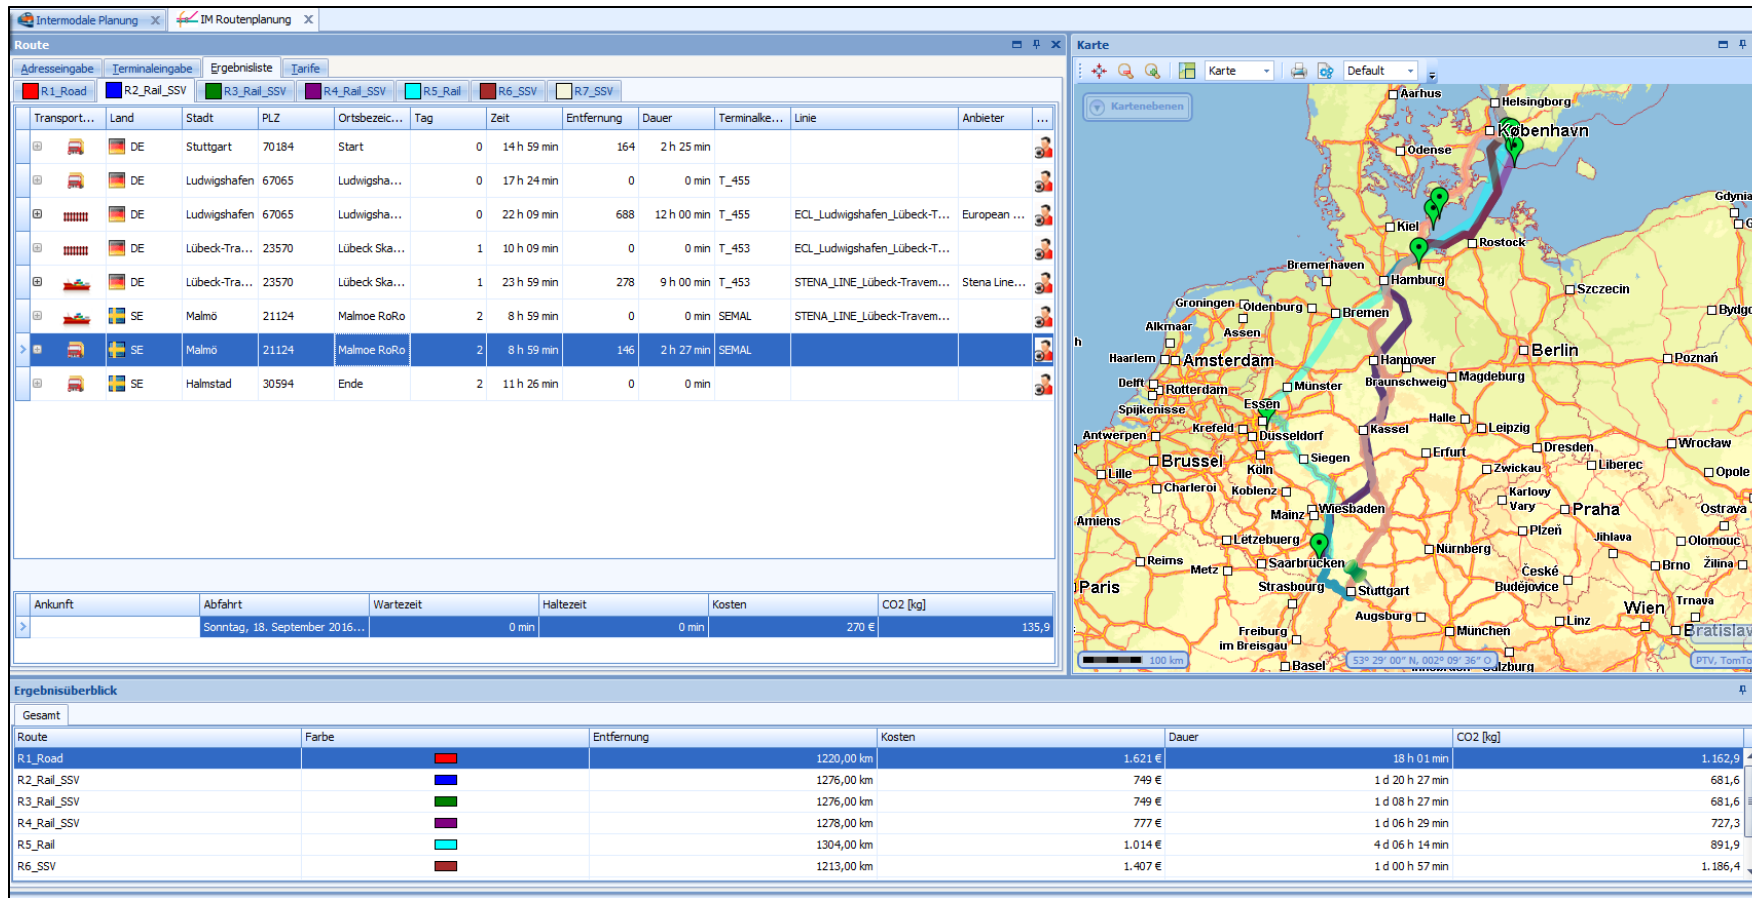 Intermodale Planung X IM Routenplanung X
Route
Adresseingabe Terminaleingabe Ergebnisliste Tarife
R1_Road R2_Rail_SSV R3_Rail_SSV R4_Rail_SSV R5_Rail R6_SSV R7_SSV
Transport... Land Stadt PLZ Ortsbezeic... Tag Zeit Entfernung Dauer Terminalke... Linie Anbieter ...
DE Stuttgart 70184 Start 0 14 h 59 min 164 2 h 25 min
DE Ludwigshafen 67065 Ludwigsha... 0 17 h 24 min 0 0 min T_455
DE Ludwigshafen 67065 Ludwigsha... 0 22 h 09 min 688 12 h 00 min T_455 ECL_Ludwigshafen_Lübeck-T... European ...
DE Lübeck-Tra... 23570 Lübeck Ska... 1 10 h 09 min 0 0 min T_453 ECL_Ludwigshafen_Lübeck-T...
DE Lübeck-Tra... 23570 Lübeck Ska... 1 23 h 59 min 278 9 h 00 min T_453 STENA_LINE_Lübeck-Travem... Stena Line...
SE Malmö 21124 Malmoe RoRo 2 8 h 59 min 0 0 min SEMAL STENA_LINE_Lübeck-Travem...
SE Malmö 21124 Malmoe RoRo 2 8 h 59 min 146 2 h 27 min SEMAL
SE Halmstad 30594 Ende 2 11 h 26 min 0 0 min
Ankunft Abfahrt Wartezeit Haltezeit Kosten CO2 [kg]
Sonntag, 18. September 2016... 0 min 0 min 270 € 135,9
Karte
Karte Default
Kartenebenen
Aarhus
Helsingborg
København
Odense
Gdynia
Kiel
Rostock
Bremerhaven
Hamburg
Szczecin
Groningen Oldenburg
Bremen
Bydgo
Alkmaar
Assen
h
Haarlem Amsterdam
Hannover
Berlin
Poznań
Delft
Rotterdam
Münster
Braunschweig Magdeburg
Spijkenisse
Essen
Halle
Krefeld
Düsseldorf
Kassel
Leipzig
Antwerpen
Wrocław
Brussel
Köln
Siegen
Erfurt
Dresden
Lille
Zwickau
Liberec
Opole
Charleroi
Koblenz
Karlovy
Vary
Amiens
Mainz
Wiesbaden
Praha
Ostrava
Plzeň
Jihlava
Létzebuerg
Nürnberg
Olomouc
Reims
Metz
Saarbrücken
České
Budějovice
Brno
Žilina
Paris
Strasbourg
Stuttgart
Wien
Trnava
Augsburg
Linz
Freiburg
im Breisgau
München
Bratislav
Basel
Salzburg
100 km
53° 29' 00" N, 002° 09' 36" O
PTV, TomTo
Ergebnisüberblick
Gesamt
Route Farbe Entfernung Kosten Dauer CO2 [kg]
R1_Road 1220,00 km 1.621 € 18 h 01 min 1.162,9
R2_Rail_SSV 1276,00 km 749 € 1 d 20 h 27 min 681,6
R3_Rail_SSV 1276,00 km 749 € 1 d 08 h 27 min 681,6
R4_Rail_SSV 1278,00 km 777 € 1 d 06 h 29 min 727,3
R5_Rail 1304,00 km 1.014 € 4 d 06 h 14 min 891,9
R6_SSV 1213,00 km 1.407 € 1 d 00 h 57 min 1.186,4